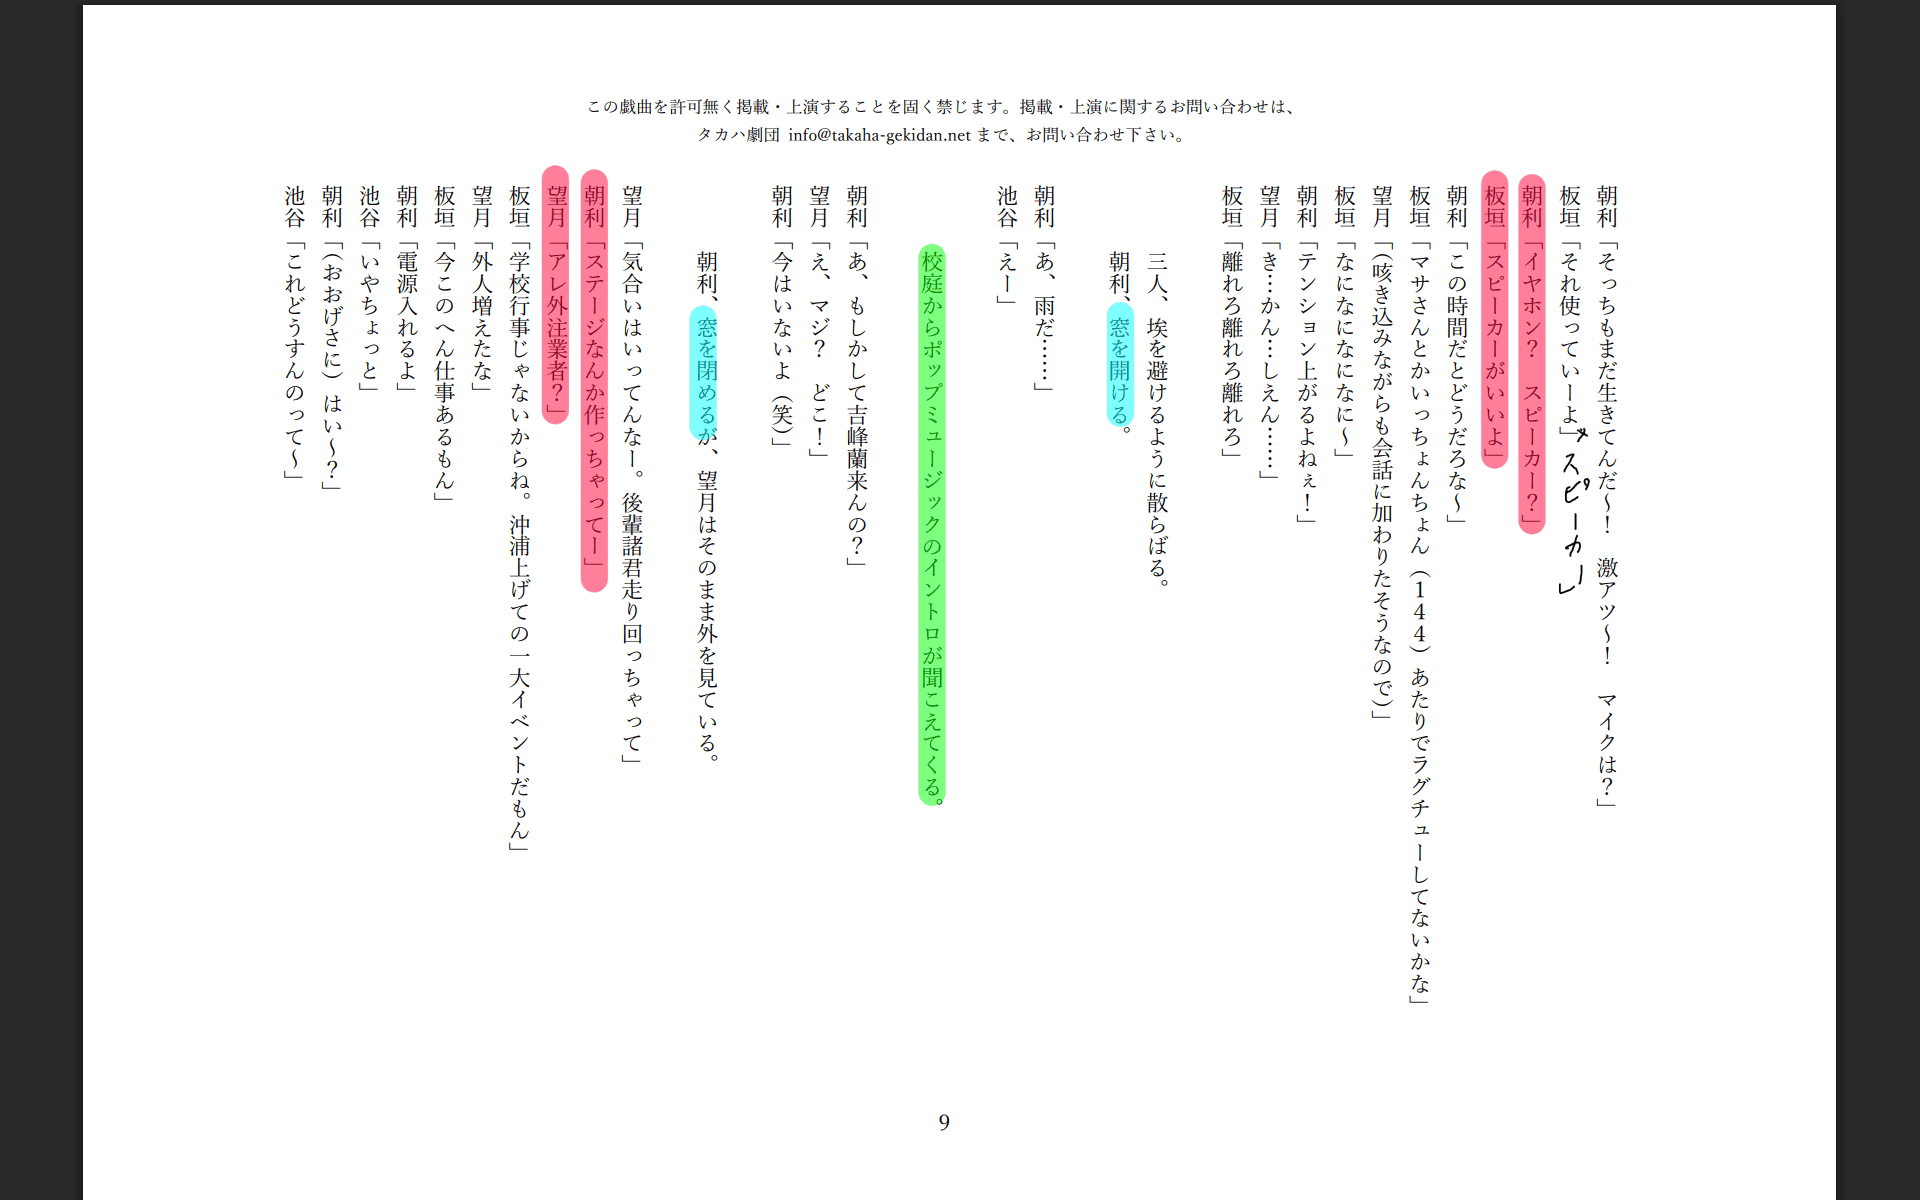 この戯曲を許可無く掲載・上演することを固く禁じます。掲載・上演に関するお問い合わせは、
タカハ劇団 info@takaha-gekidan.net まで、お問い合わせ下さい。
朝利「そっちもまだ生きてんだ～！　激アツ～！　マイクは？」
板垣「それ使っていーよ」スピーカー」
朝利「イヤホン？　スピーカー？」
板垣「スピーカーがいいよ」
朝利「この時間だとどうだろな～」
板垣「マサさんとかいっちょんちょん（１４４）あたりでラグチューしてないかな」
望月「（咳き込みながらも会話に加わりたそうなので）」
板垣「なになになになに～」
朝利「テンション上がるよねぇ！」
望月「き…かん…しえん……」
板垣「離れろ離れろ離れろ」
三人、埃を避けるように散らばる。
朝利、窓を開ける。
朝利「あ、雨だ……」
池谷「えー」
校庭からポップミュージックのイントロが聞こえてくる。
朝利「あ、もしかして吉峰蘭来んの？」
望月「え、マジ？　どこ！」
朝利「今はいないよ（笑）」
朝利、窓を閉めるが、望月はそのまま外を見ている。
望月「気合いはいってんなー。後輩諸君走り回っちゃって」
朝利「ステージなんか作っちゃってー」
望月「アレ外注業者？」
板垣「学校行事じゃないからね。沖浦上げての一大イベントだもん」
望月「外人増えたな」
板垣「今このへん仕事あるもん」
朝利「電源入れるよ」
池谷「いやちょっと」
朝利「（おおげさに）はい～？」
池谷「これどうすんのって～」
9